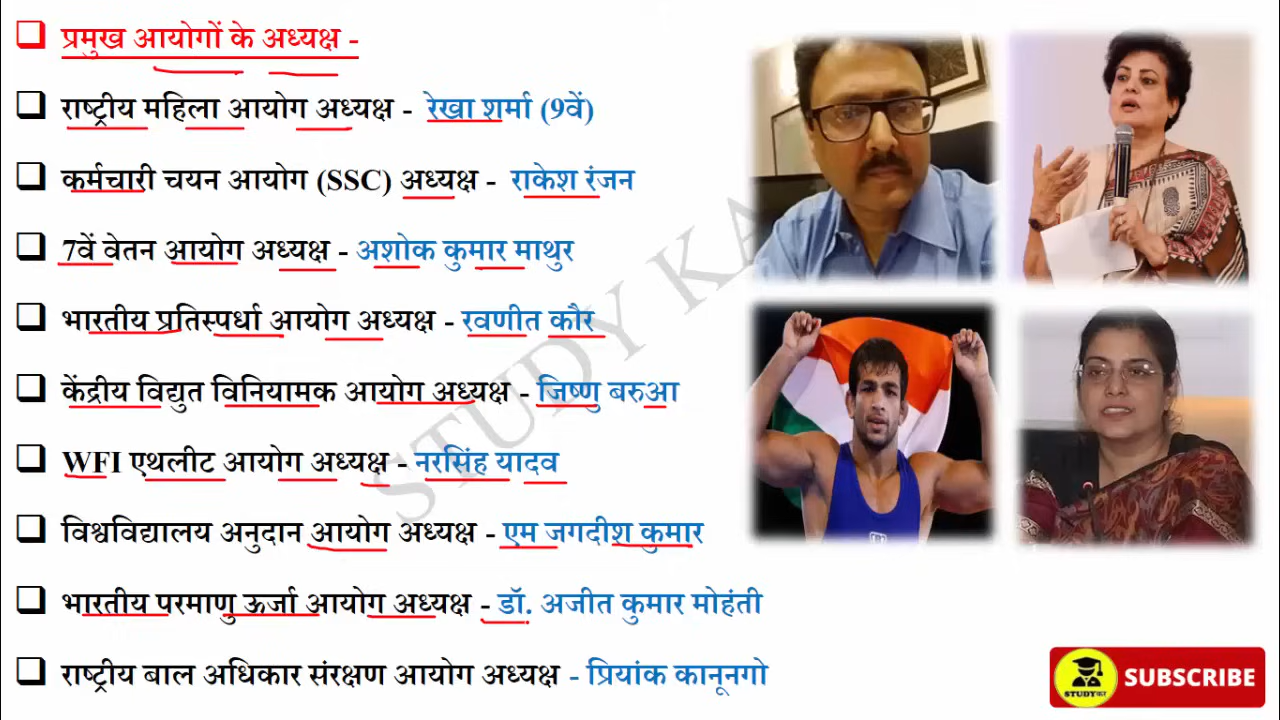 प्रमुख आयोगों के अध्यक्ष -
राष्ट्रीय महिला आयोग अध्यक्ष - रेखा शर्मा (9वें)
कर्मचारी चयन आयोग (SSC) अध्यक्ष - राकेश रंजन
7वें वेतन आयोग अध्यक्ष - अशोक कुमार माथुर
भारतीय प्रतिस्पर्धा आयोग अध्यक्ष - रवणीत कौर
केंद्रीय विद्युत विनियामक आयोग अध्यक्ष - जिष्णु बरुआ
WFI एथलीट आयोग अध्यक्ष - नरसिंह यादव
विश्वविद्यालय अनुदान आयोग अध्यक्ष - एम जगदीश कुमार
भारतीय परमाणु ऊर्जा आयोग अध्यक्ष - डॉ. अजीत कुमार मोहंती
राष्ट्रीय बाल अधिकार संरक्षण आयोग अध्यक्ष - प्रियांक कानूनगो
STUDY KA
STUDYका
SUBSCRIBE